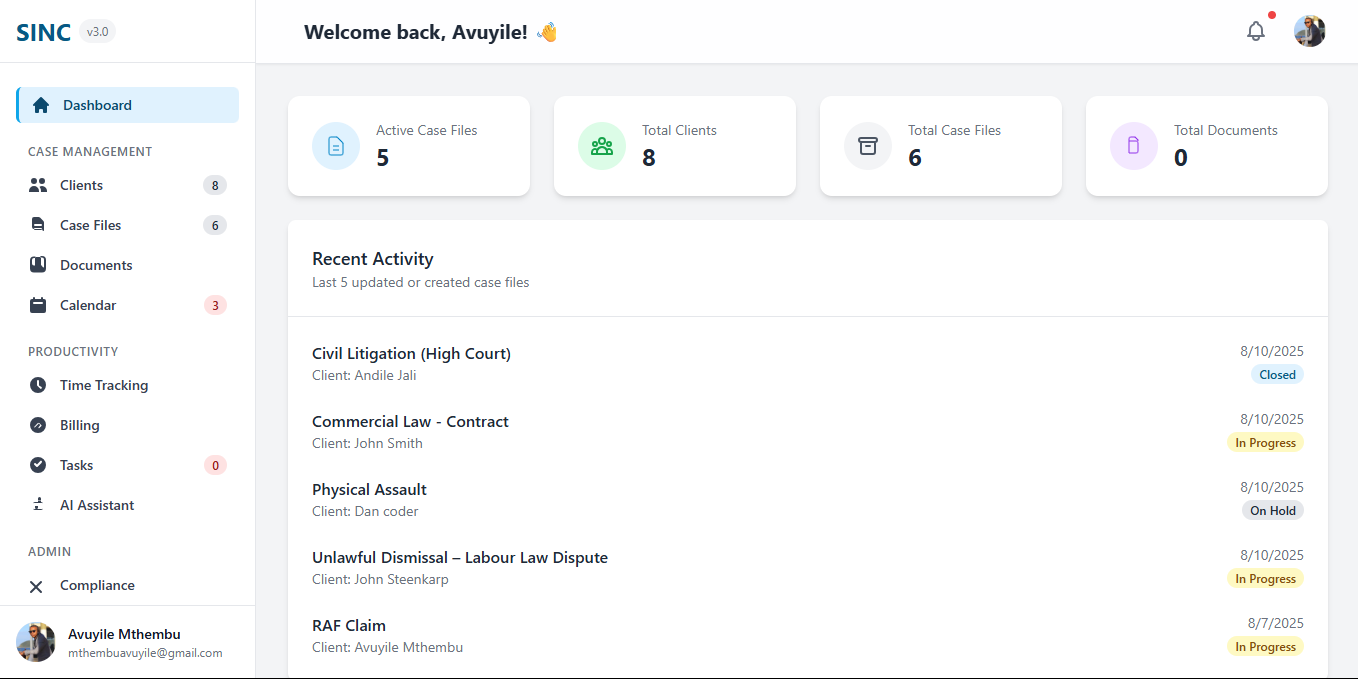 SINC v3.0
Welcome back, Avuyile! 👋
Dashboard
CASE MANAGEMENT
Clients 8
Case Files 6
Documents
Calendar 3
PRODUCTIVITY
Time Tracking
Billing
Tasks 0
AI Assistant
ADMIN
Compliance
Avuyile Mthembu
mthembuavuyile@gmail.com
Active Case Files
5
Total Clients
8
Total Case Files
6
Total Documents
0
Recent Activity
Last 5 updated or created case files
Civil Litigation (High Court) 8/10/2025
Client: Andile Jali Closed
Commercial Law - Contract 8/10/2025
Client: John Smith In Progress
Physical Assault 8/10/2025
Client: Dan coder On Hold
Unlawful Dismissal – Labour Law Dispute 8/10/2025
Client: John Steenkarp In Progress
RAF Claim 8/7/2025
Client: Avuyile Mthembu In Progress